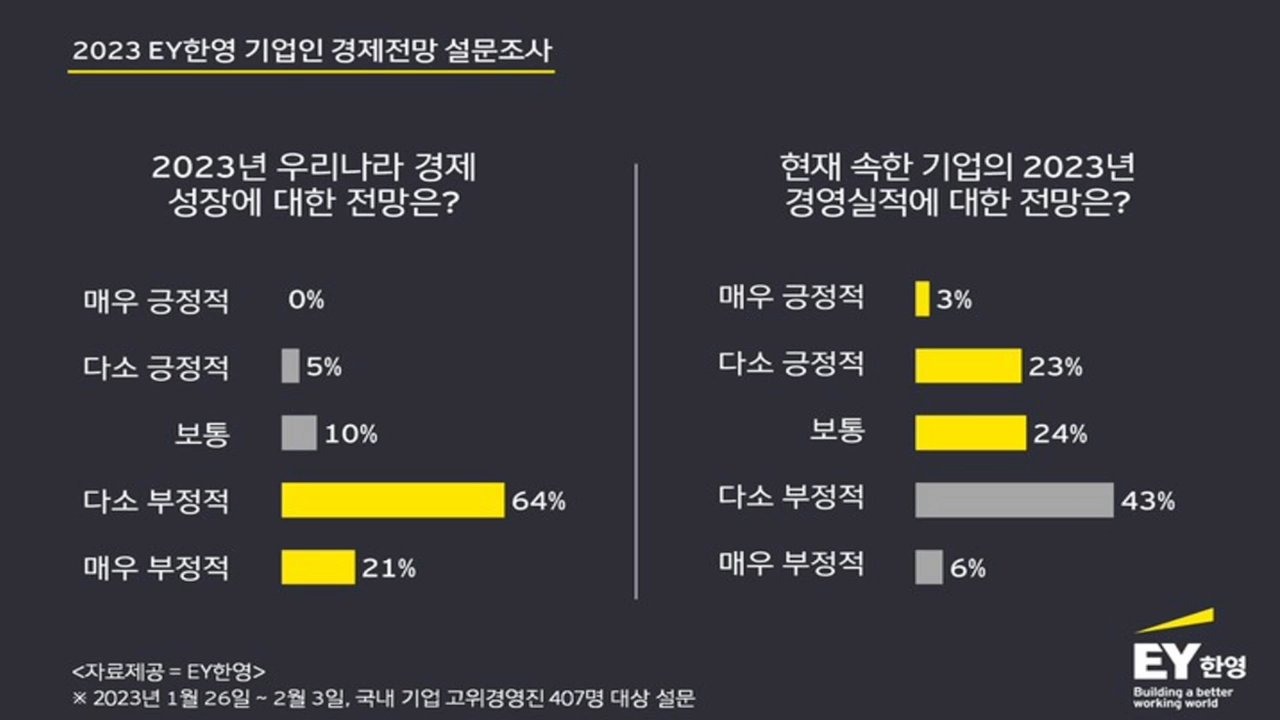 2023 EY한영 기업인 경제전망 설문조사
2023년 우리나라 경제
성장에 대한 전망은?
매우 긍정적 0%
다소 긍정적 5%
보통 10%
다소 부정적 64%
매우 부정적 21%
현재 속한 기업의 2023년
경영실적에 대한 전망은?
매우 긍정적 3%
다소 긍정적 23%
보통 24%
다소 부정적 43%
매우 부정적 6%
<자료제공 = EY한영>
※ 2023년 1월 26일 ~ 2월 3일, 국내 기업 고위경영진 407명 대상 설문
EY한영
Building a better
working world